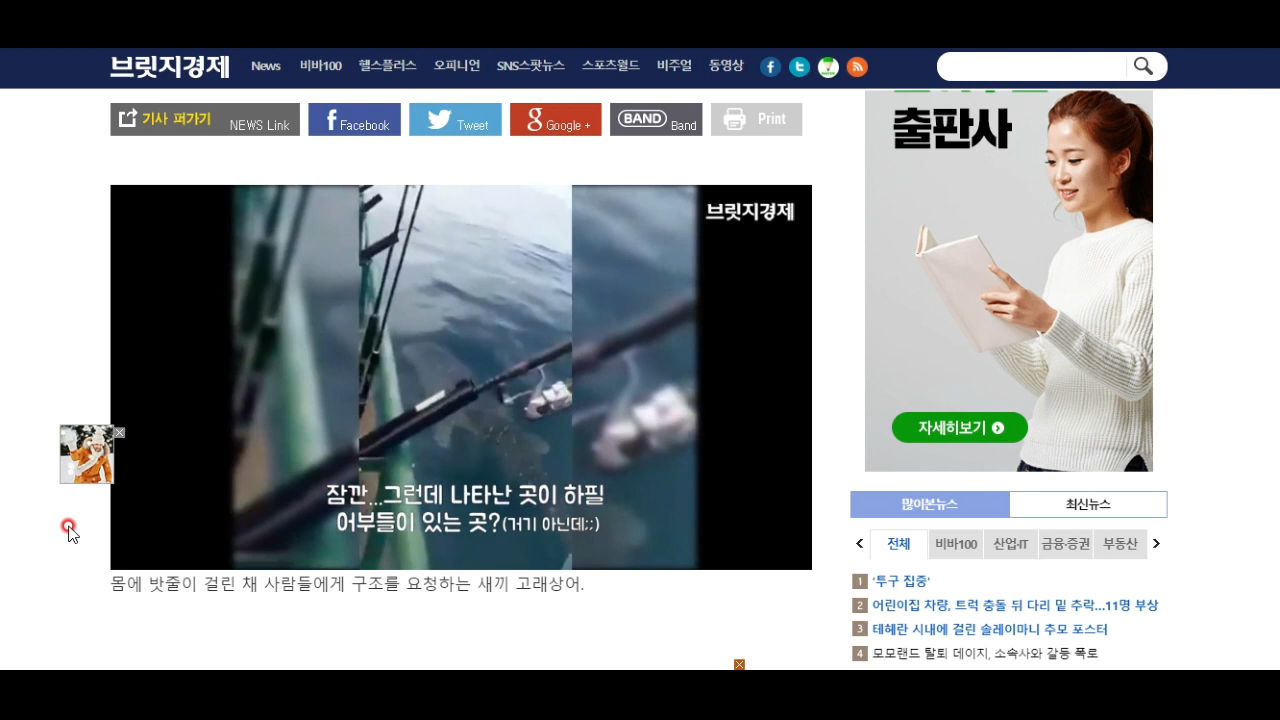 브릿지경제 News 비바100 헬스플러스 오피니언 SNS스팟뉴스 스포츠월드 비주얼 동영상
기사 퍼가기 NEWS Link Facebook Tweet Google + BAND Band Print
출판사
브릿지경제
잠깐...그런데 나타난 곳이 하필
어부들이 있는 곳?(거기 아닌데;;)
몸에 밧줄이 걸린 채 사람들에게 구조를 요청하는 새끼 고래상어.
자세히보기
많이본뉴스 최신뉴스
전체 비바100 산업·IT 금융·증권 부동산
1 '투구 집중'
2 어린이집 차량, 트럭 충돌 뒤 다리 밑 추락...11명 부상
3 테헤란 시내에 걸린 솔레이마니 추모 포스터
4 모모랜드 탈퇴 데이지, 소속사와 갈등 폭로